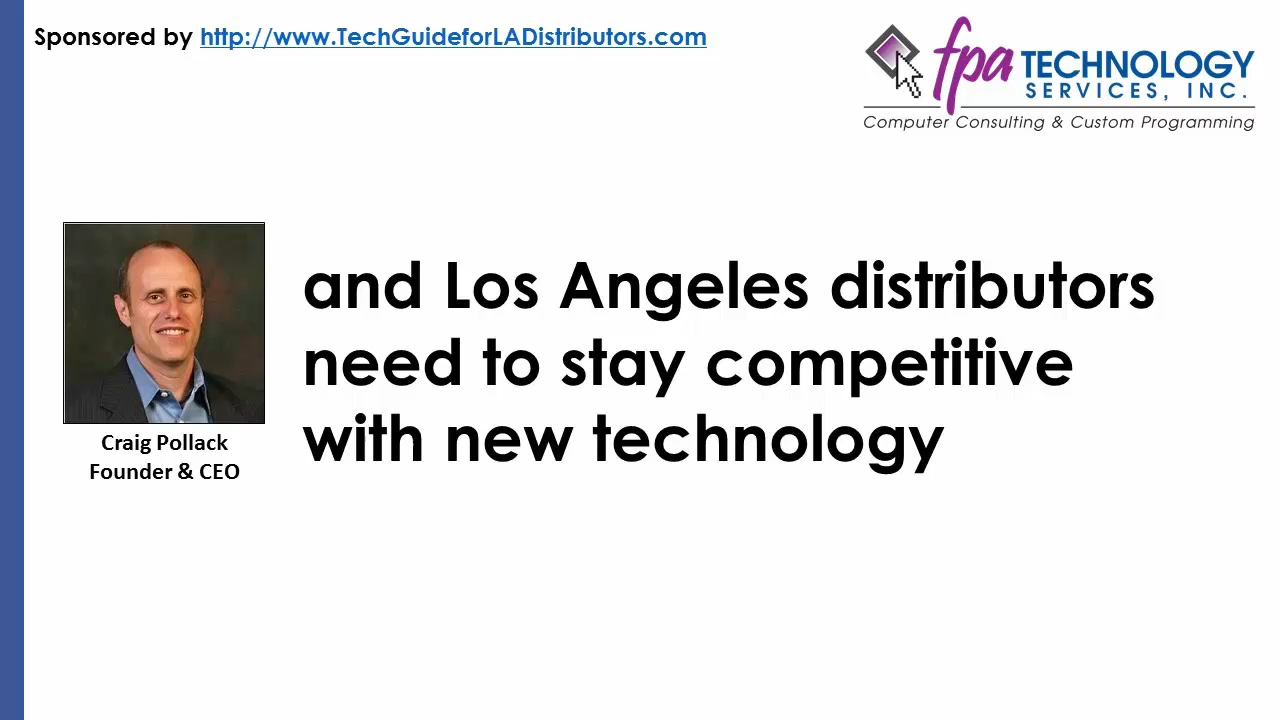 Sponsored by http://www.TechGuideforLADistributors.com
fpa TECHNOLOGY
SERVICES, INC.
Computer Consulting & Custom Programming
and Los Angeles distributors
need to stay competitive
with new technology
Craig Pollack
Founder & CEO